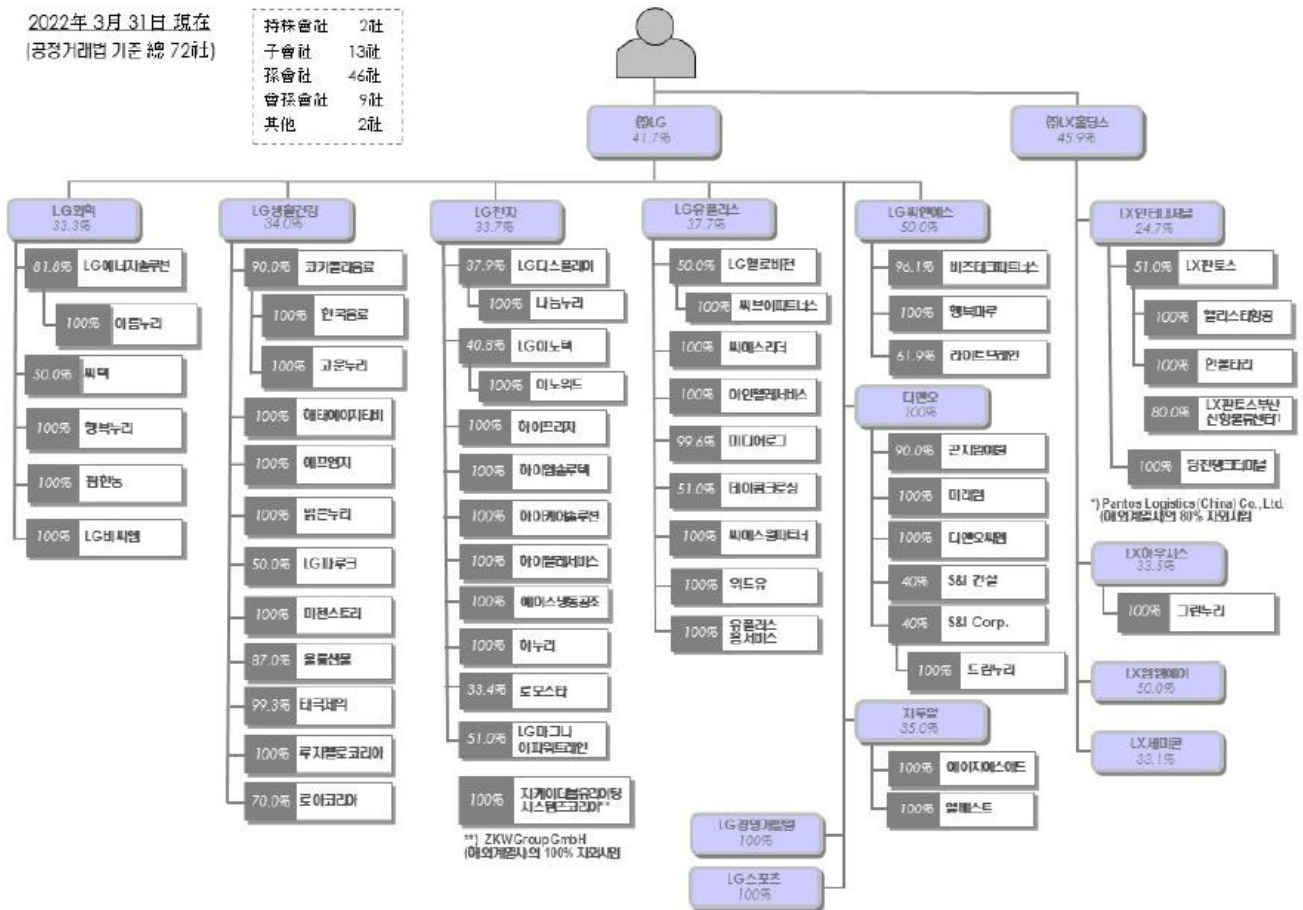 2022年 3月 31日 現在
(공정거래법 기준 總 72社)
持株會社 2社
子會社 13社
孫會社 46社
曾孫會社 9社
其他 2社
㈜LG
41.7%
㈜LX홀딩스
45.9%
LG화학
33.3%
81.8% LG에너지솔루션
100% 아름누리
50.0% 씨텍
100% 행복누리
100% 팜한농
100% LG비씨엠
LG생활건강
34.0%
90.0% 코카콜라음료
100% 한국음료
100% 고운누리
100% 해태에이치티비
100% 에프엠지
100% 밝은누리
50.0% LG파루크
100% 미젠스토리
87.0% 울릉샘물
99.3% 태극제약
100% 루치펠로코리아
70.0% 로아코리아
LG전자
33.7%
37.9% LG디스플레이
100% 나눔누리
40.8% LG이노텍
100% 이노위드
100% 하이프라자
100% 하이엠솔루텍
100% 하이케어솔루션
100% 하이텔레서비스
100% 에이스냉동공조
100% 하누리
33.4% 로보스타
51.0% LG마그나
이파워트레인
100% 지케이더블유라이팅
시스템즈코리아**
**) ZKW Group GmbH
(해외계열사)의 100% 자회사임
LG유플러스
37.7%
50.0% LG헬로비전
100% 씨브이파트너스
100% 씨에스리더
100% 아인텔레서비스
99.6% 미디어로그
51.0% 데이콤크로싱
100% 씨에스원파트너
100% 위드유
100% 유플러스
홈서비스
LG씨엔에스
50.0%
96.1% 비즈테크파트너스
100% 행복마루
61.9% 라이트브레인
디앤오
100%
90.0% 곤지암예원
100% 미래엠
100% 디앤오씨엠
40% S&I 건설
40% S&I Corp.
100% 드림누리
지투알
35.0%
100% 에이치에스애드
100% 엘베스트
LG경영개발원
100%
LG스포츠
100%
LX인터내셔널
24.7%
51.0% LX판토스
100% 헬리스타항공
100% 한울타리
80.0% LX판토스부산
신항물류센터*)
100% 당진탱크터미널
*) Pantos Logistics (China) Co., Ltd.
(해외계열사)의 80% 자회사임
LX하우시스
33.5%
100% 그린누리
LX엠엠에이
50.0%
LX세미콘
33.1%